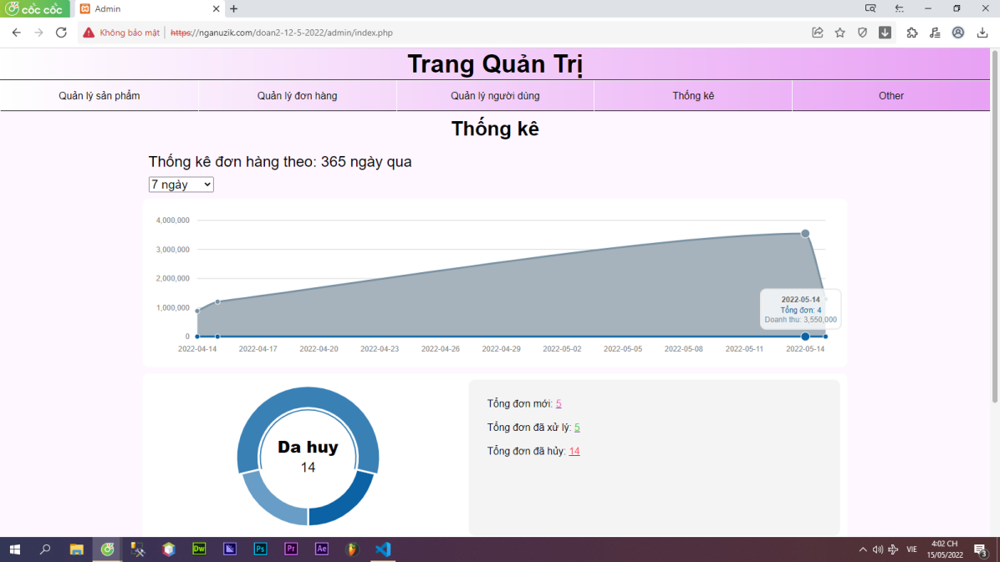 cốc cốc
Admin
Không bảo mật
https://nganuzik.com/doan2-12-5-2022/admin/index.php
Trang Quản Trị
Quản lý sản phẩm
Quản lý đơn hàng
Quản lý người dùng
Thống kê
Other
Thống kê
Thống kê đơn hàng theo: 365 ngày qua
7 ngày
4,000,000
3,000,000
2,000,000
1,000,000
0
2022-04-14
2022-04-17
2022-04-20
2022-04-23
2022-04-26
2022-04-29
2022-05-02
2022-05-05
2022-05-08
2022-05-11
2022-05-14
2022-05-14
Tổng đơn: 4
Doanh thu: 3,550,000
Da huy
14
Tổng đơn mới: 5
Tổng đơn đã xử lý: 5
Tổng đơn đã hủy: 14
Dw
Ps
Pr
Ae
VIE
4:02 CH
15/05/2022
3